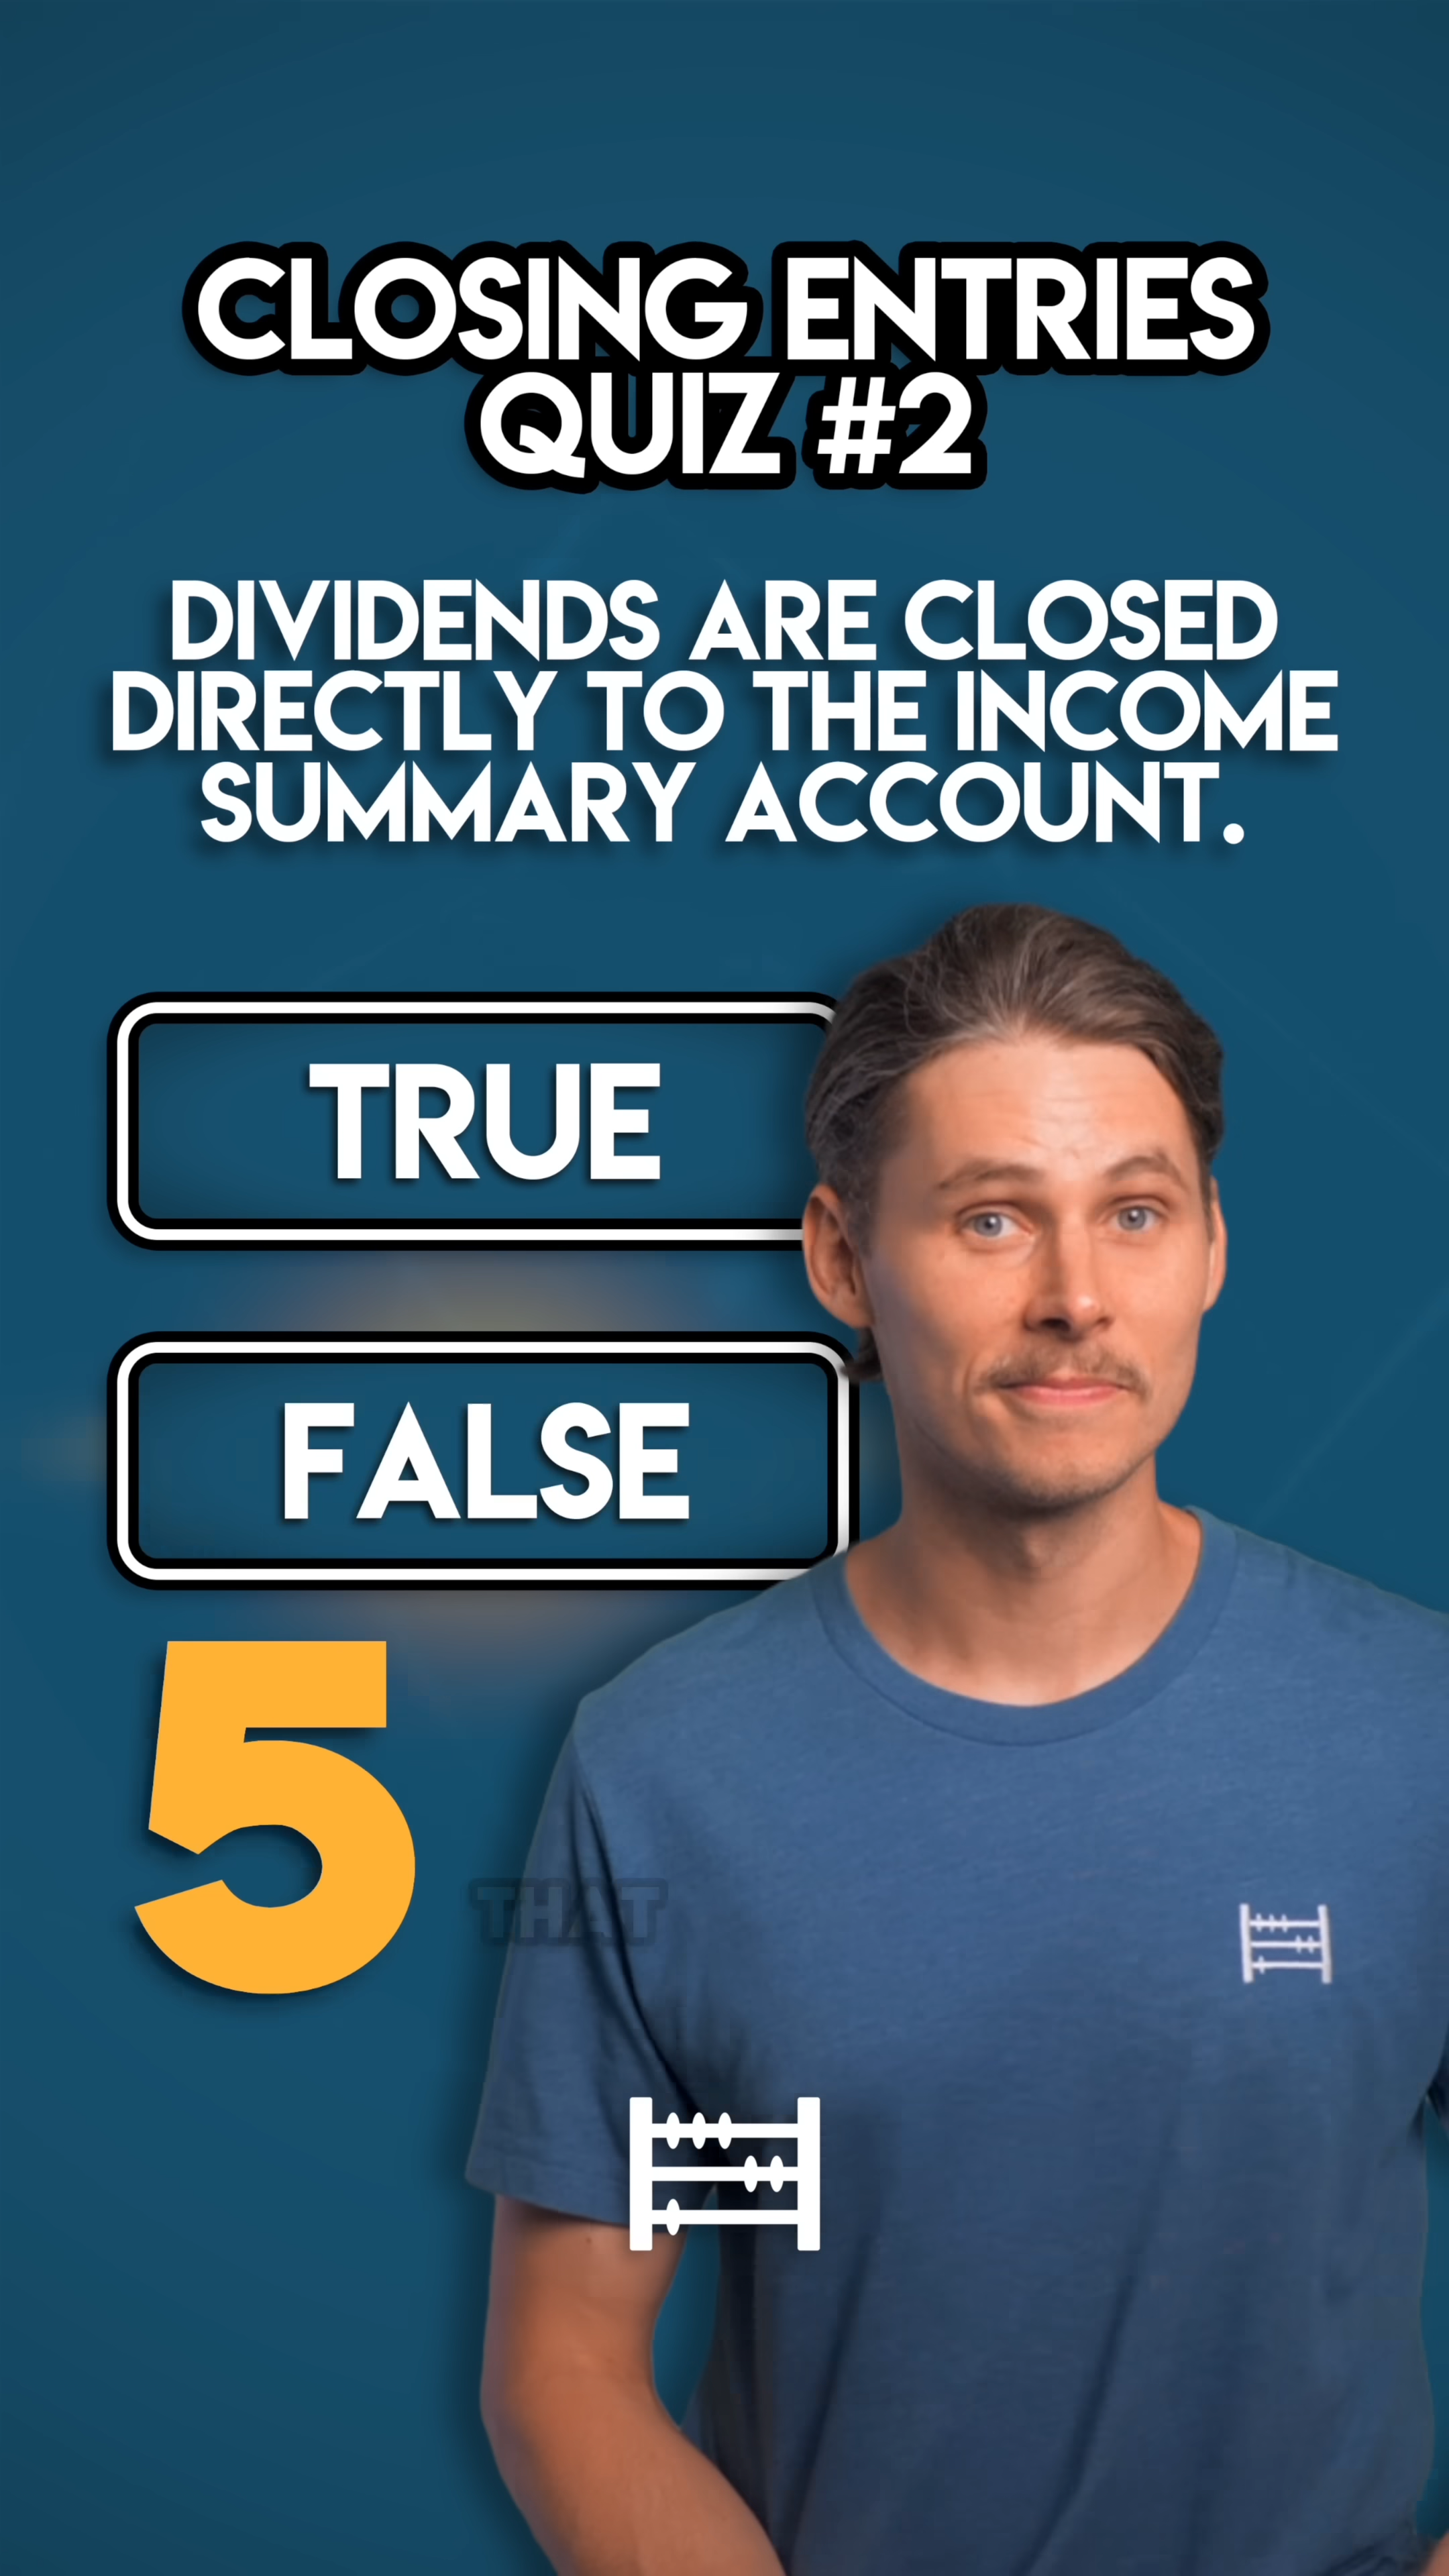 CLOSING ENTRIES
QUIZ #2
DIVIDENDS ARE CLOSED
DIRECTLY TO THE INCOME
SUMMARY ACCOUNT.
TRUE
FALSE
5
THAT